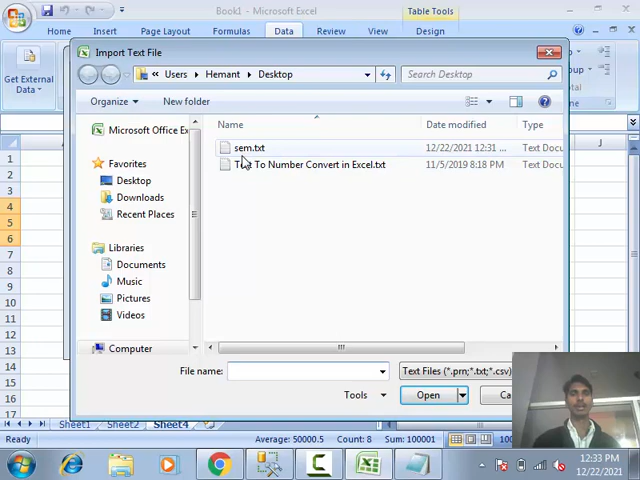 Book1 - Microsoft Excel
Table Tools
Home Insert Page Layout Formulas Data Review View Design
Get External
Data
Import Text File
« Users Hemant Desktop
Search Desktop
Organize New folder
Name Date modified Type
Microsoft Office Ex
sem.txt 12/22/2021 12:31 ... Text Docu
To Number Convert in Excel.txt 11/5/2019 8:18 PM Text Docu
Favorites
Desktop
Downloads
Recent Places
Libraries
Documents
Music
Pictures
Videos
Computer
File name:
Text Files (*.prn;*.txt;*.csv)
Tools Open Ca
J
1
2
3
4
5
6
7
8
9
10
11
12
13
14
15
16
17
Sheet1 Sheet2 Sheet4
Ready Average: 50000.5 Count: 8 Sum: 100001 100
12:33 PM
12/22/2021